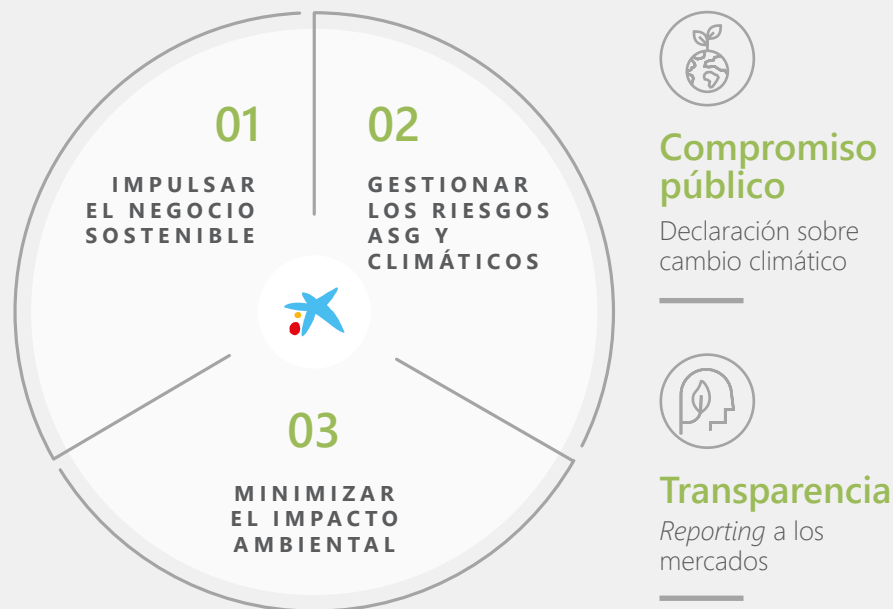 01
IMPULSAR
EL NEGOCIO
SOSTENIBLE
02
GESTIONAR
LOS RIESGOS
ASG Y
CLIMÁTICOS
03
MINIMIZAR
EL IMPACTO
AMBIENTAL
Compromiso
público
Declaración sobre
cambio climático
Transparencia
Reporting a los
mercados